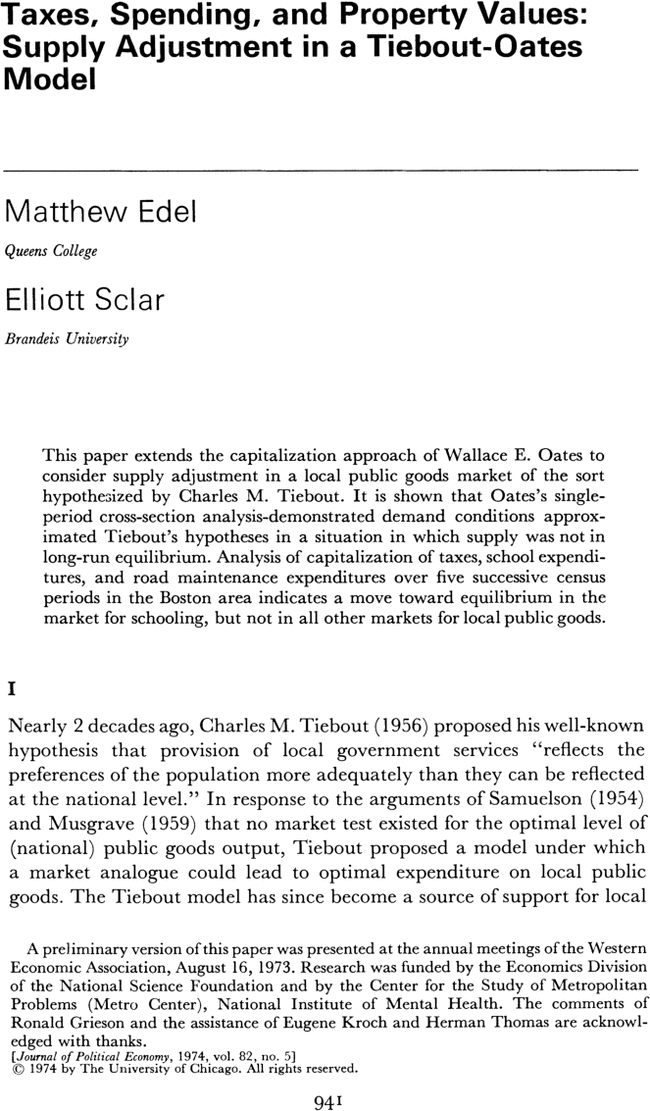 Taxes, Spending, and Property Values:
Supply Adjustment in a Tiebout-Oates
Model
Matthew Edel
Queens College
Elliott Sclar
Brandeis University
This paper extends the capitalization approach of Wallace E. Oates to
consider supply adjustment in a local public goods market of the sort
hypothesized by Charles M. Tiebout. It is shown that Oates's single-
period cross-section analysis-demonstrated demand conditions approx-
imated Tiebout's hypotheses in a situation in which supply was not in
long-run equilibrium. Analysis of capitalization of taxes, school expendi-
tures, and road maintenance expenditures over five successive census
periods in the Boston area indicates a move toward equilibrium in the
market for schooling, but not in all other markets for local public goods.
I
Nearly 2 decades ago, Charles M. Tiebout (1956) proposed his well-known
hypothesis that provision of local government services “reflects the
preferences of the population more adequately than they can be reflected
at the national level.” In response to the arguments of Samuelson (1954)
and Musgrave (1959) that no market test existed for the optimal level of
(national) public goods output, Tiebout proposed a model under which
a market analogue could lead to optimal expenditure on local public
goods. The Tiebout model has since become a source of support for local
A preliminary version of this paper was presented at the annual meetings of the Western
Economic Association, August 16, 1973. Research was funded by the Economics Division
of the National Science Foundation and by the Center for the Study of Metropolitan
Problems (Metro Center), National Institute of Mental Health. The comments of
Ronald Grieson and the assistance of Eugene Kroch and Herman Thomas are acknowl-
edged with thanks.
[Journal of Political Economy, 1974, vol. 82, no. 5]
© 1974 by The University of Chicago. All rights reserved.
941